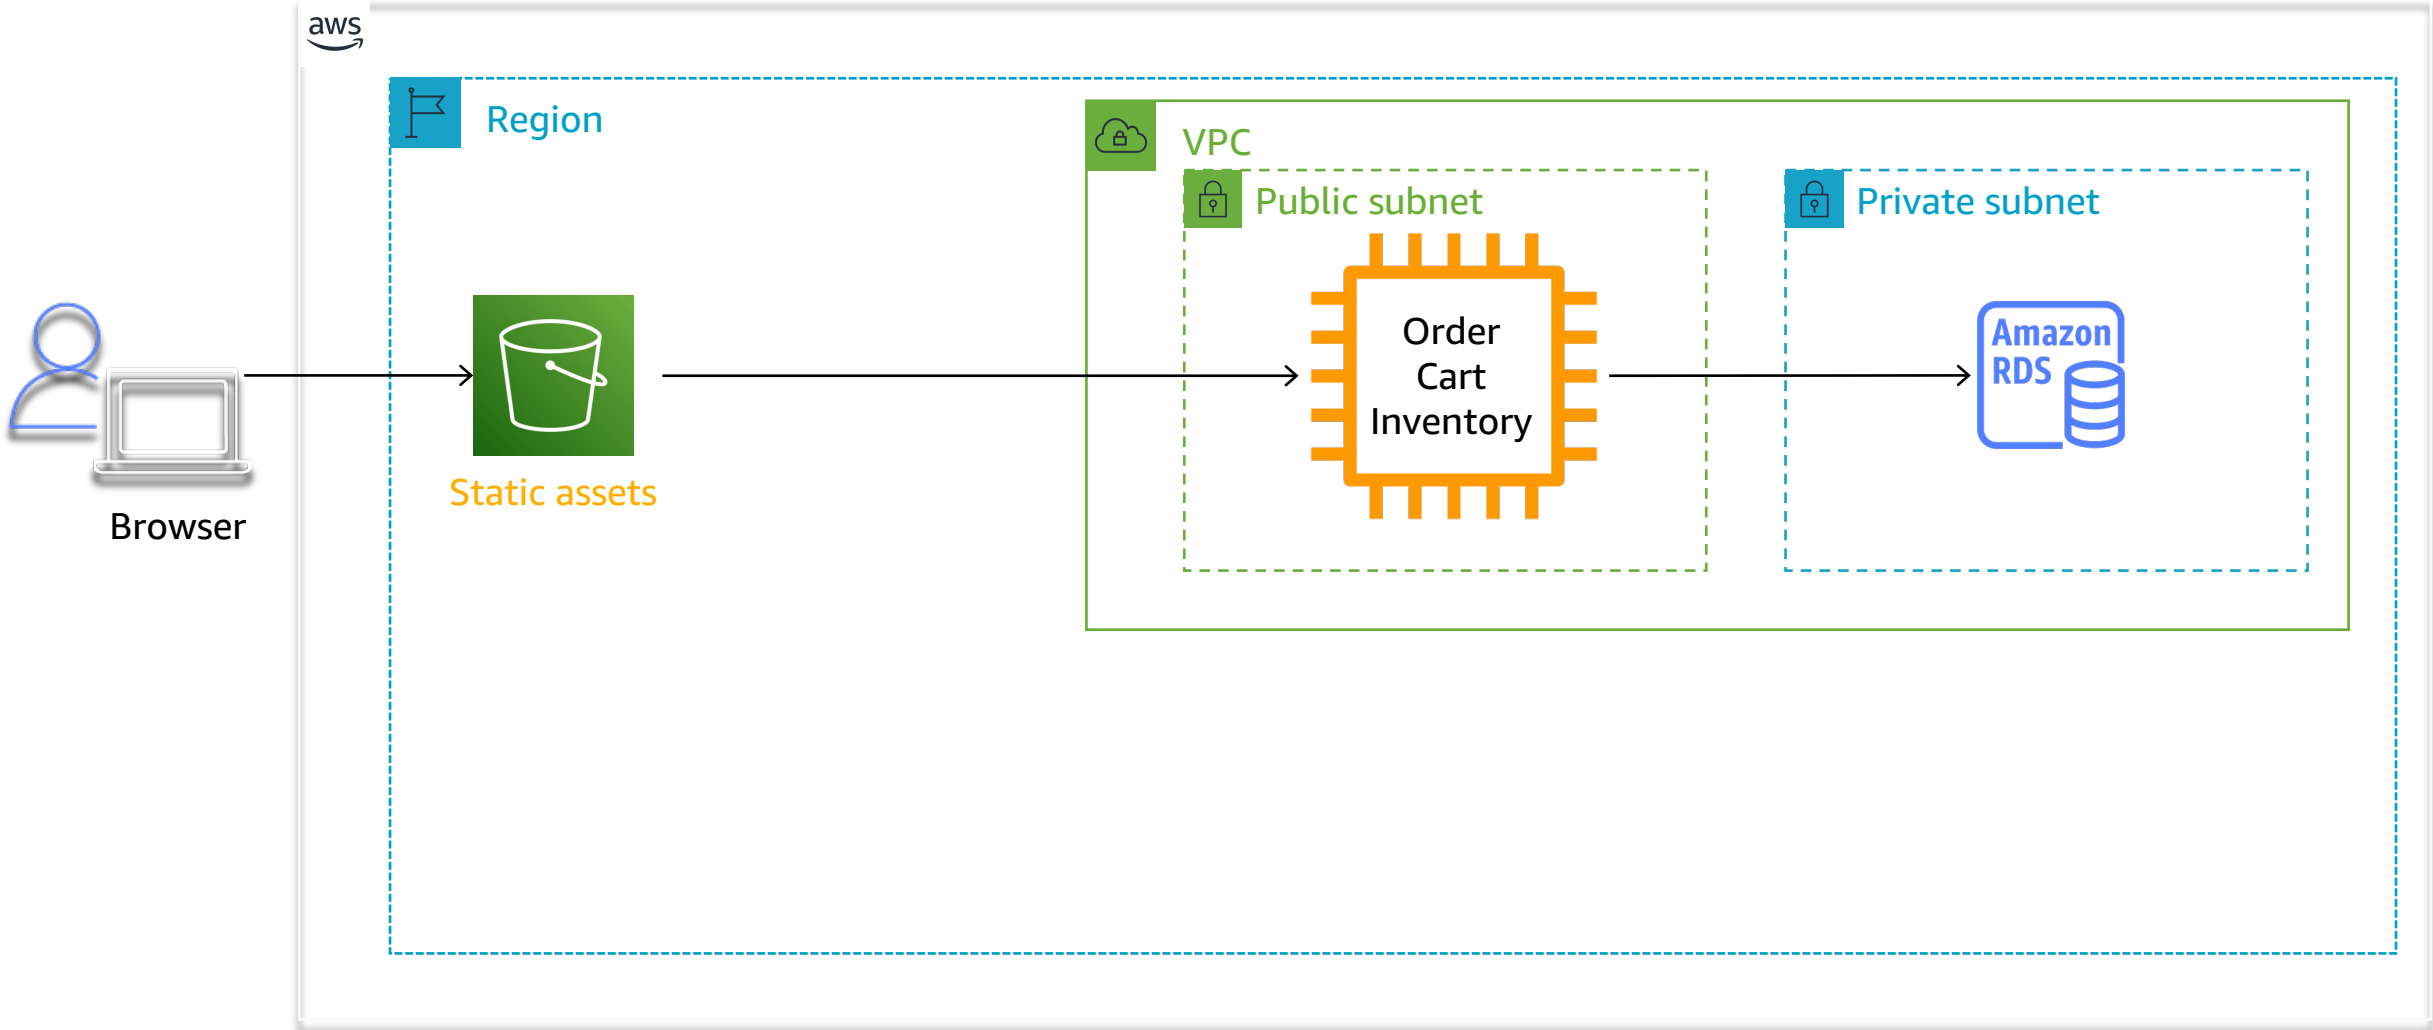 aws
Region
VPC
Public subnet
Private subnet
Order
Cart
Inventory
Amazon
RDS
Static assets
Browser